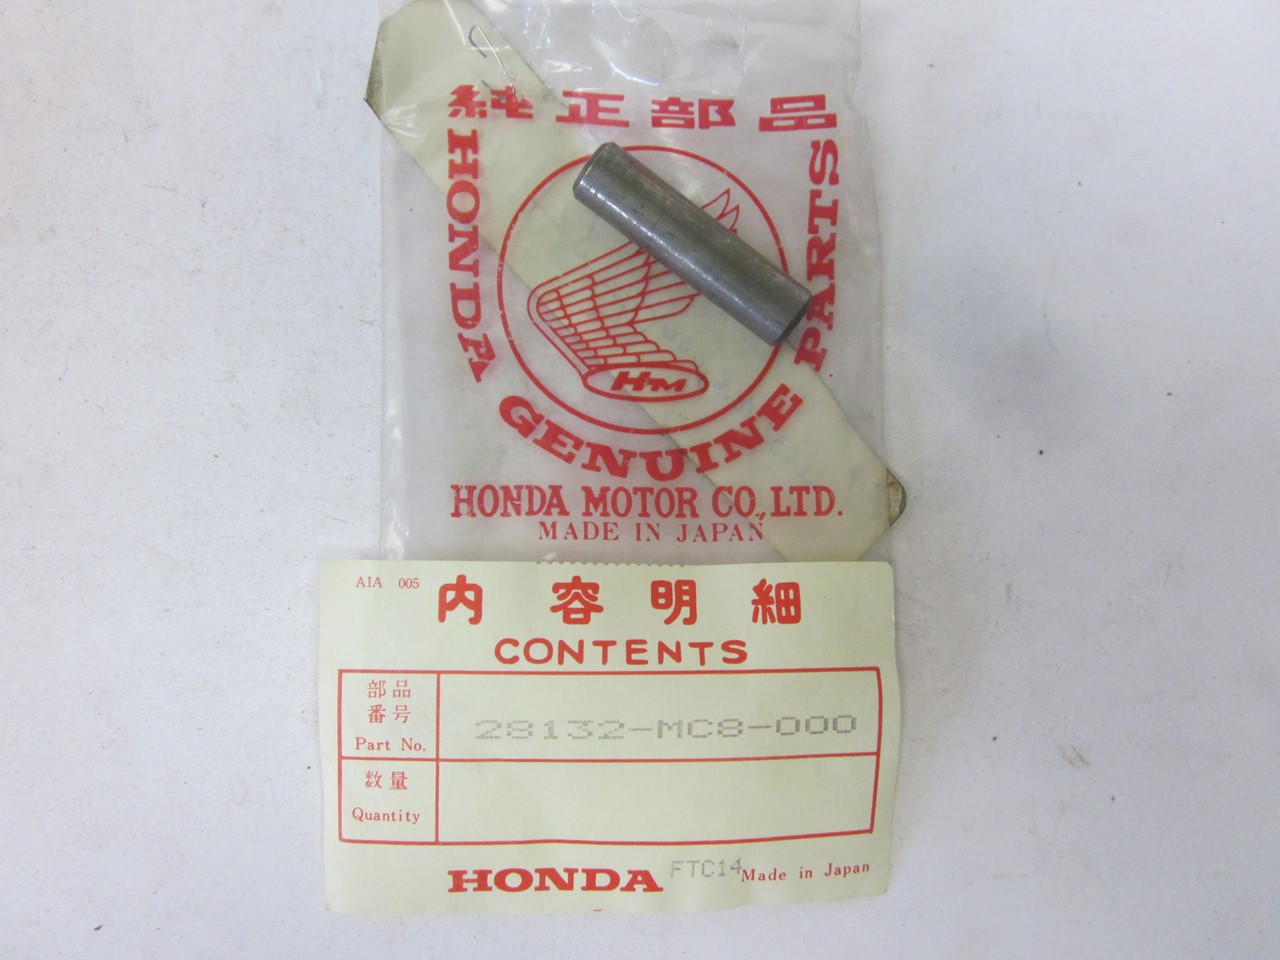 純正部品
HONDA
GENUINE
PARTS
HM
HONDA MOTOR CO., LTD.
MADE IN JAPAN
AIA 005
内容明細
CONTENTS
部品
番号
Part No.
28132-MC8-000
数量
Quantity
HONDA FTC14 Made in Japan